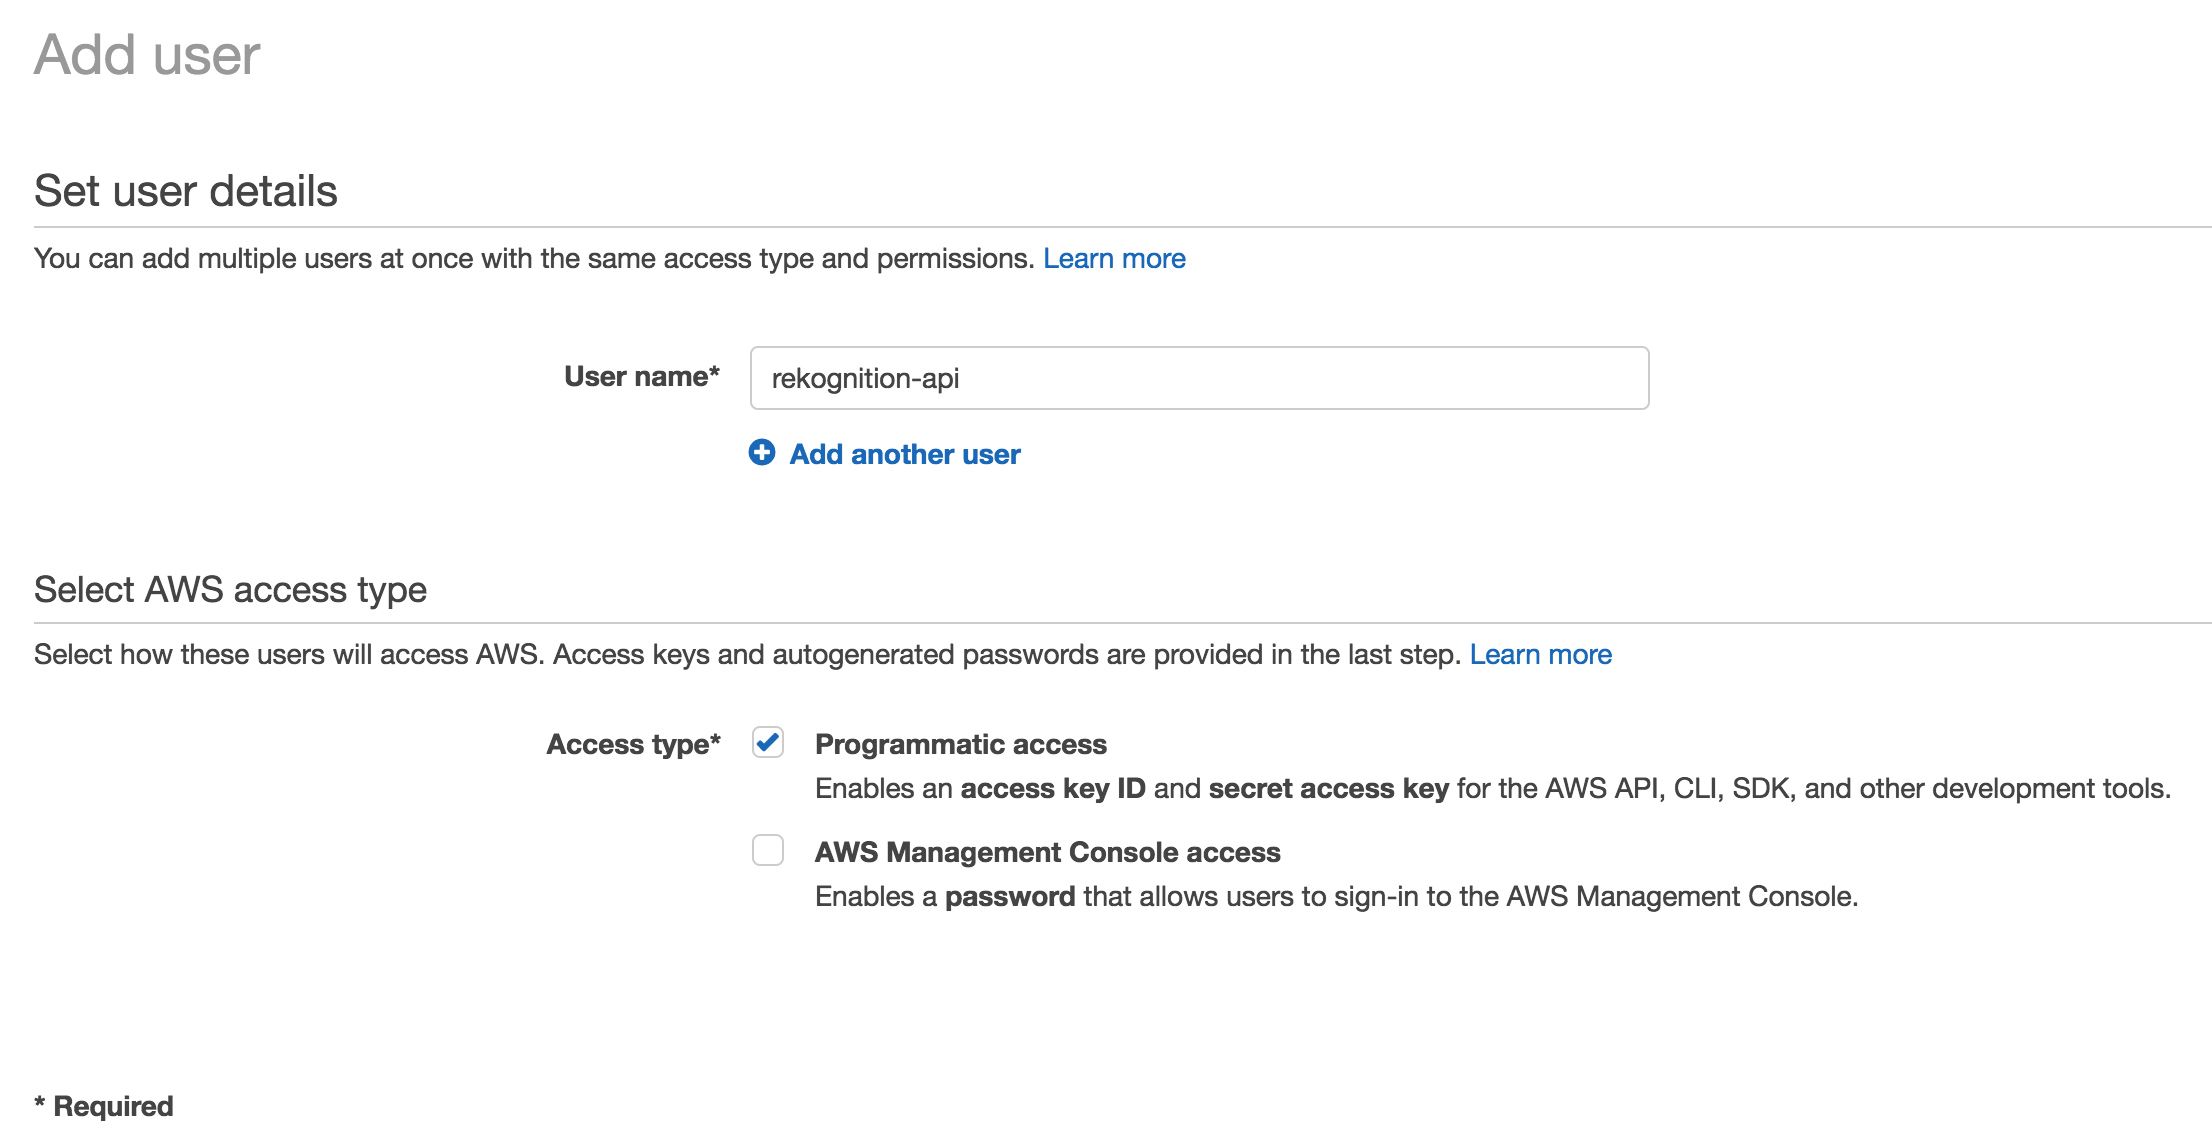 Add user
Set user details
You can add multiple users at once with the same access type and permissions. Learn more
User name* rekognition-api
Add another user
Select AWS access type
Select how these users will access AWS. Access keys and autogenerated passwords are provided in the last step. Learn more
Access type* Programmatic access
Enables an access key ID and secret access key for the AWS API, CLI, SDK, and other development tools.
AWS Management Console access
Enables a password that allows users to sign-in to the AWS Management Console.
* Required